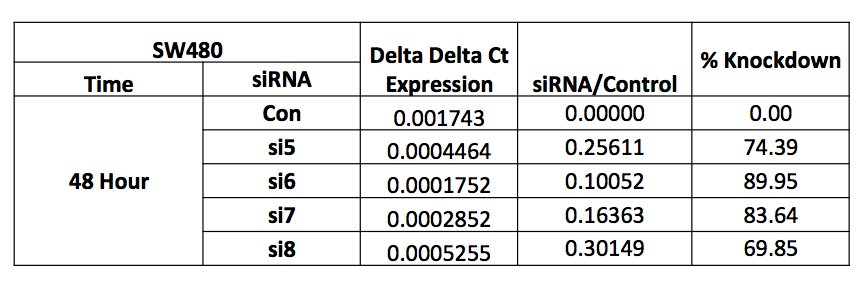 SW480 Delta Delta Ct Expression siRNA/Control % Knockdown
Time siRNA
48 Hour Con 0.001743 0.00000 0.00
si5 0.0004464 0.25611 74.39
si6 0.0001752 0.10052 89.95
si7 0.0002852 0.16363 83.64
si8 0.0005255 0.30149 69.85